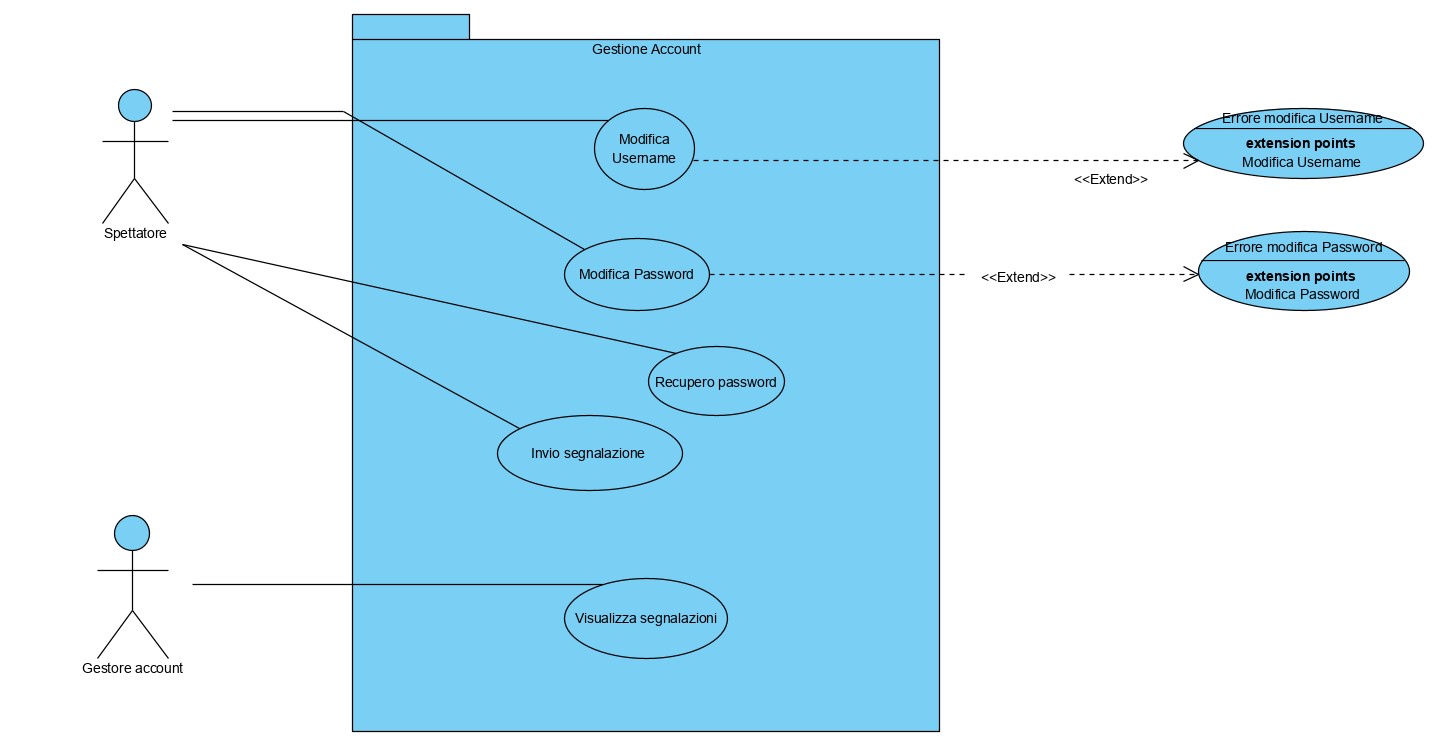 Gestione Account
Spettatore
Modifica
Username
<<Extend>>
Errore modifica Username
extension points
Modifica Username
Modifica Password
<<Extend>>
Errore modifica Password
extension points
Modifica Password
Recupero password
Invio segnalazione
Gestore account
Visualizza segnalazioni